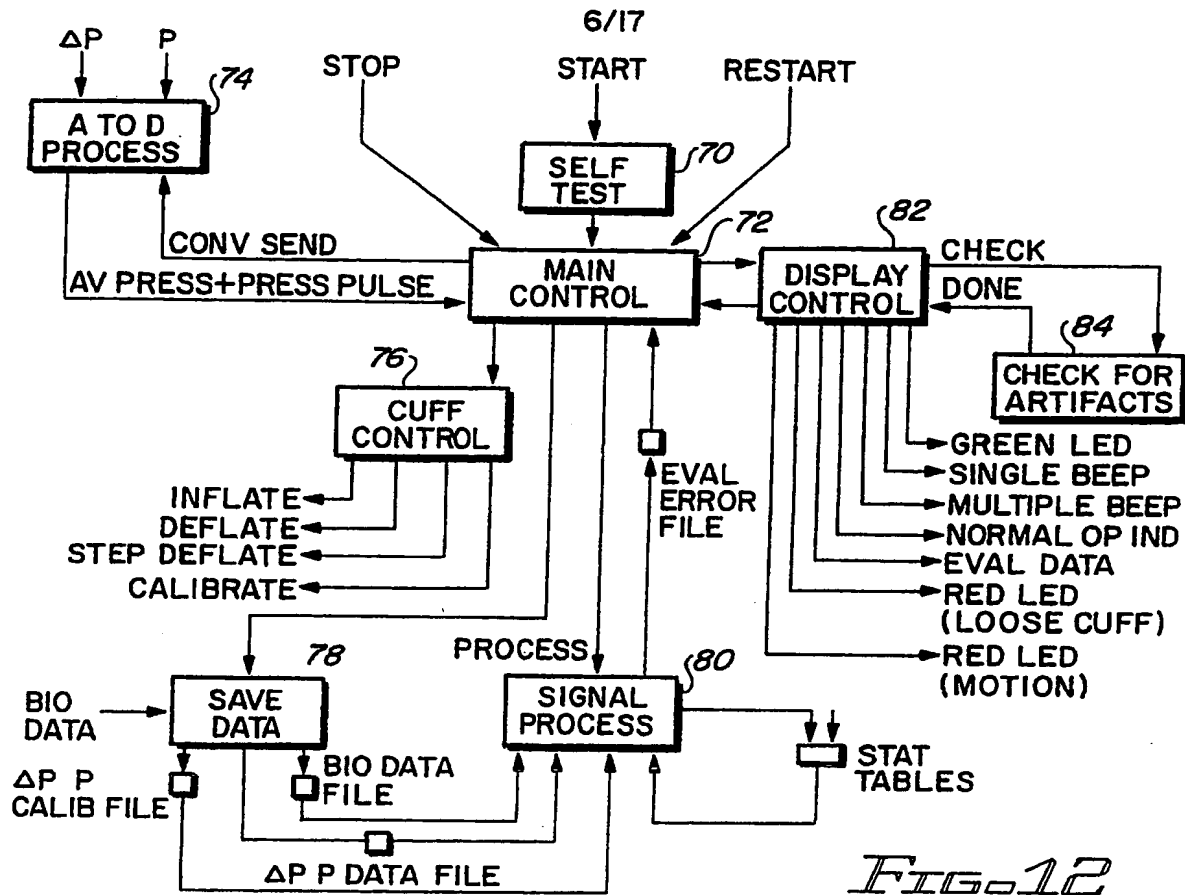 6/17
ΔP
P
STOP
START
RESTART
74
A TO D
PROCESS
70
SELF
TEST
72
82
CONV SEND
MAIN
CONTROL
DISPLAY
CONTROL
CHECK
DONE
AV PRESS+PRESS PULSE
76
84
CUFF
CONTROL
CHECK FOR
ARTIFACTS
INFLATE
DEFLATE
STEP DEFLATE
CALIBRATE
EVAL
ERROR
FILE
GREEN LED
SINGLE BEEP
MULTIPLE BEEP
NORMAL OP IND
EVAL DATA
RED LED
(LOOSE CUFF)
RED LED
(MOTION)
78
PROCESS
80
BIO
DATA
SAVE
DATA
SIGNAL
PROCESS
STAT
TABLES
ΔP P
CALIB FILE
BIO DATA
FILE
ΔP P DATA FILE
FIG. 12